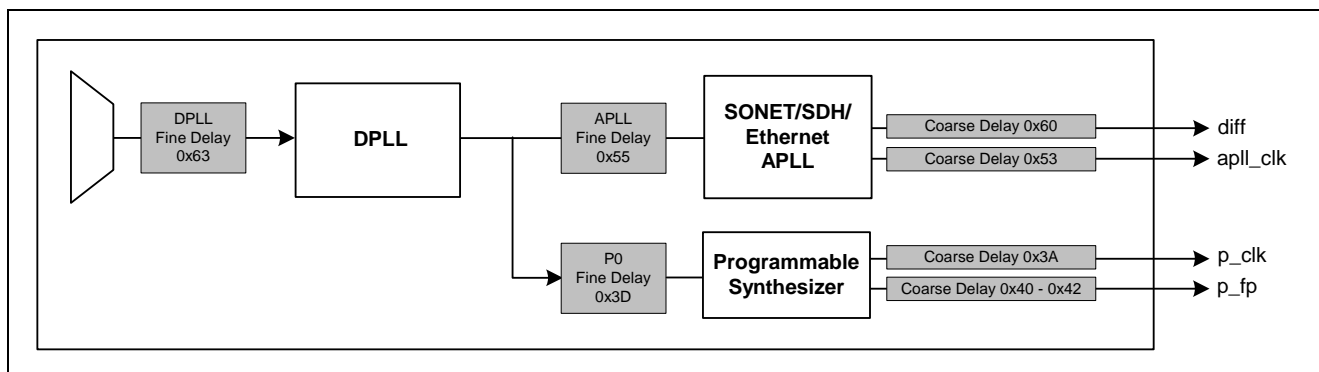 DPLL
Fine Delay
0x63
DPLL
APLL
Fine Delay
0x55
SONET/SDH/
Ethernet
APLL
Coarse Delay 0x60
diff
Coarse Delay 0x53
apll_clk
P0
Fine Delay
0x3D
Programmable
Synthesizer
Coarse Delay 0x3A
p_clk
Coarse Delay 0x40 - 0x42
p_fp